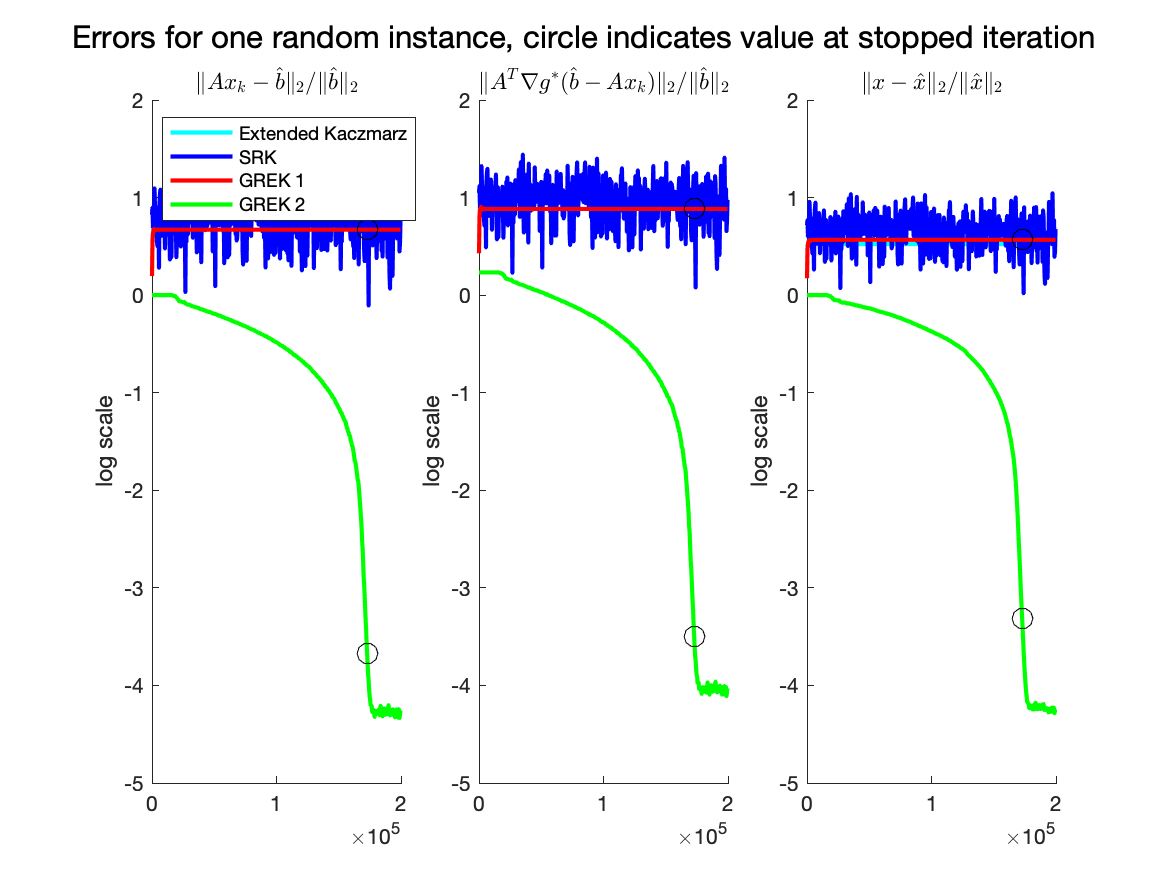 Errors for one random instance, circle indicates value at stopped iteration
‖Ax_k − b̂‖₂/‖b̂‖₂
‖A^T∇g*(b̂ − Ax_k)‖₂/‖b̂‖₂
‖x − x̂‖₂/‖x̂‖₂
Extended Kaczmarz
SRK
GREK 1
GREK 2
log scale
2
1
0
-1
-2
-3
-4
-5
0 1 2
×10^5
log scale
2
1
0
-1
-2
-3
-4
-5
0 1 2
×10^5
log scale
2
1
0
-1
-2
-3
-4
-5
0 1 2
×10^5